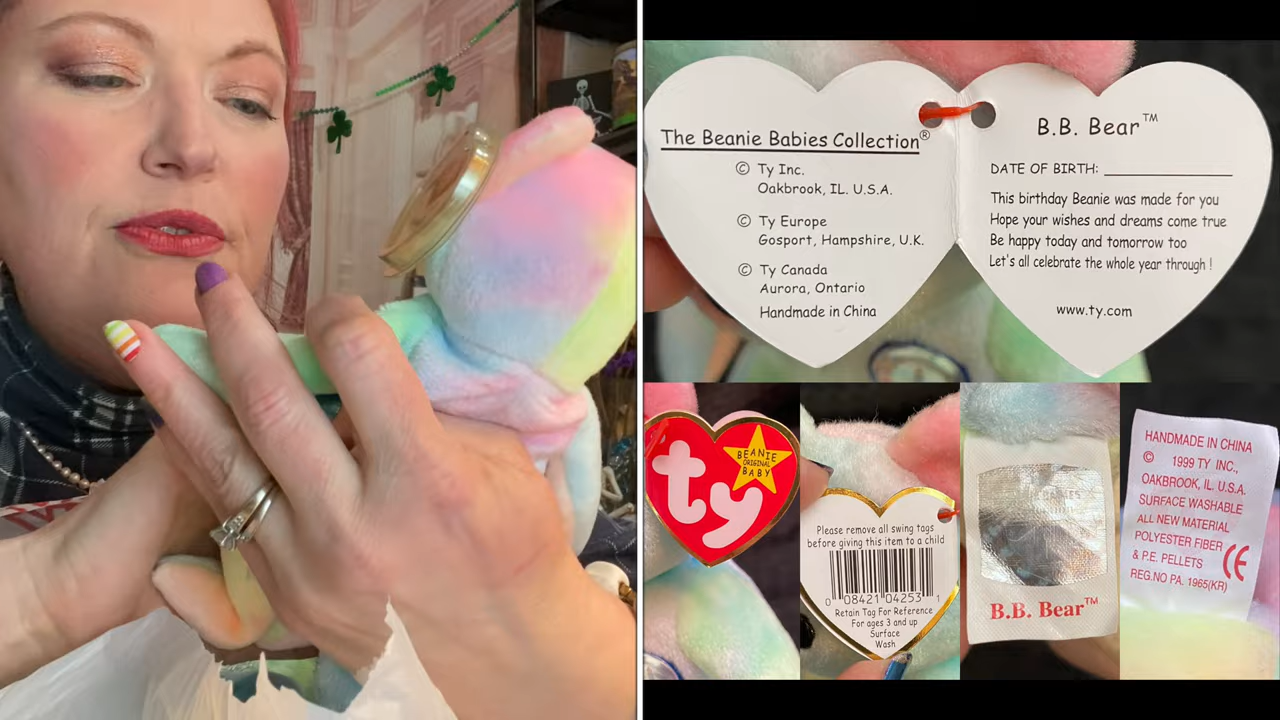 The Beanie Babies Collection®
© Ty Inc.
Oakbrook, IL. U.S.A.
© Ty Europe
Gosport, Hampshire, U.K.
© Ty Canada
Aurora, Ontario
Handmade in China
B.B. Bear™
DATE OF BIRTH:
This birthday Beanie was made for you
Hope your wishes and dreams come true
Be happy today and tomorrow too
Let's all celebrate the whole year through !
www.ty.com
ty
BEANIE
ORIGINAL
BABY
Please remove all swing tags
before giving this item to a child
0 08421 04253 1
Retain Tag For Reference
For ages 3 and up
Surface
Wash
B.B. Bear™
HANDMADE IN CHINA
© 1999 TY INC.,
OAKBROOK, IL. U.S.A.
SURFACE WASHABLE
ALL NEW MATERIAL
POLYESTER FIBER
& P.E. PELLETS CE
REG.NO PA. 1965(KR)